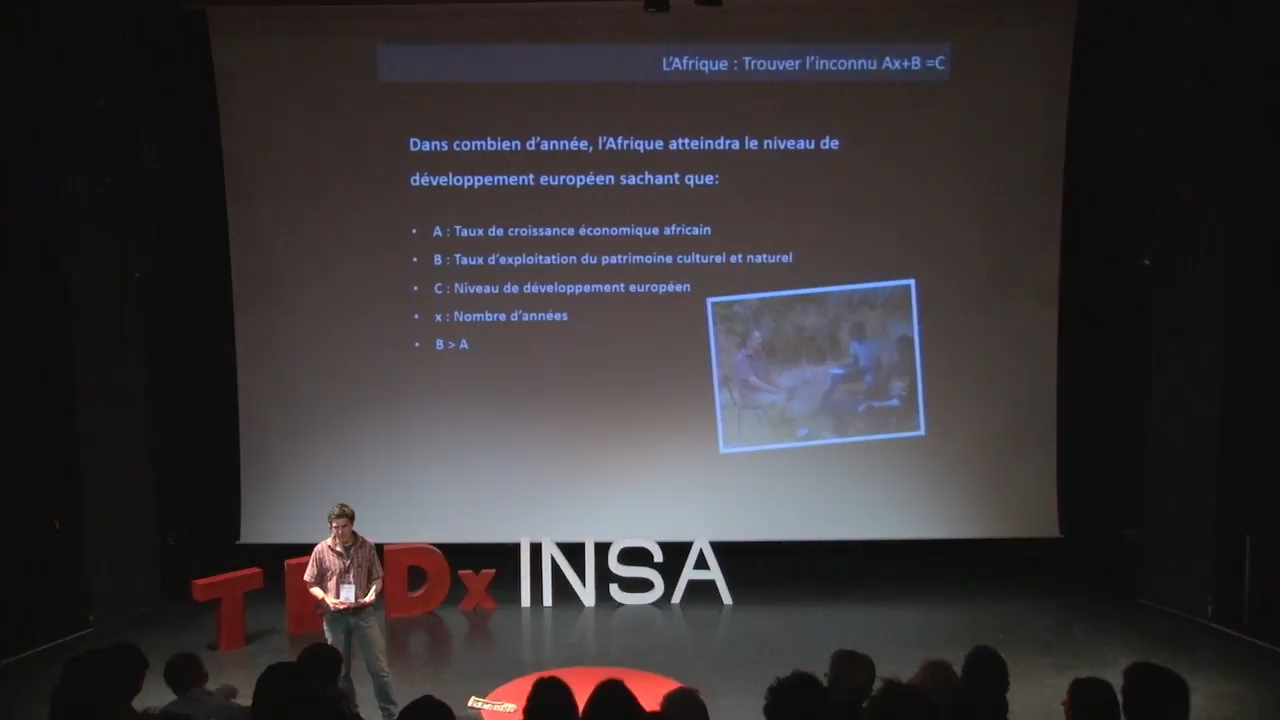 L'Afrique : Trouver l'inconnu Ax+B =C
Dans combien d'année, l'Afrique atteindra le niveau de
développement européen sachant que:
• A : Taux de croissance économique africain
• B : Taux d'exploitation du patrimoine culturel et naturel
• C : Niveau de développement européen
• x : Nombre d'années
• B > A
TEDx INSA